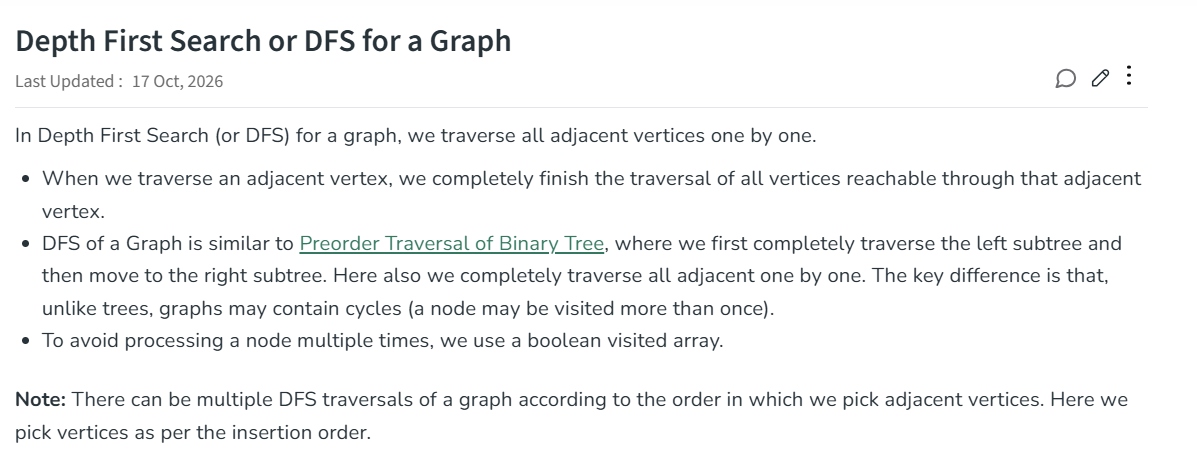 Depth First Search or DFS for a Graph
Last Updated : 17 Oct, 2026
In Depth First Search (or DFS) for a graph, we traverse all adjacent vertices one by one.
When we traverse an adjacent vertex, we completely finish the traversal of all vertices reachable through that adjacent
vertex.
DFS of a Graph is similar to Preorder Traversal of Binary Tree, where we first completely traverse the left subtree and
then move to the right subtree. Here also we completely traverse all adjacent one by one. The key difference is that,
unlike trees, graphs may contain cycles (a node may be visited more than once).
To avoid processing a node multiple times, we use a boolean visited array.
Note: There can be multiple DFS traversals of a graph according to the order in which we pick adjacent vertices. Here we
pick vertices as per the insertion order.